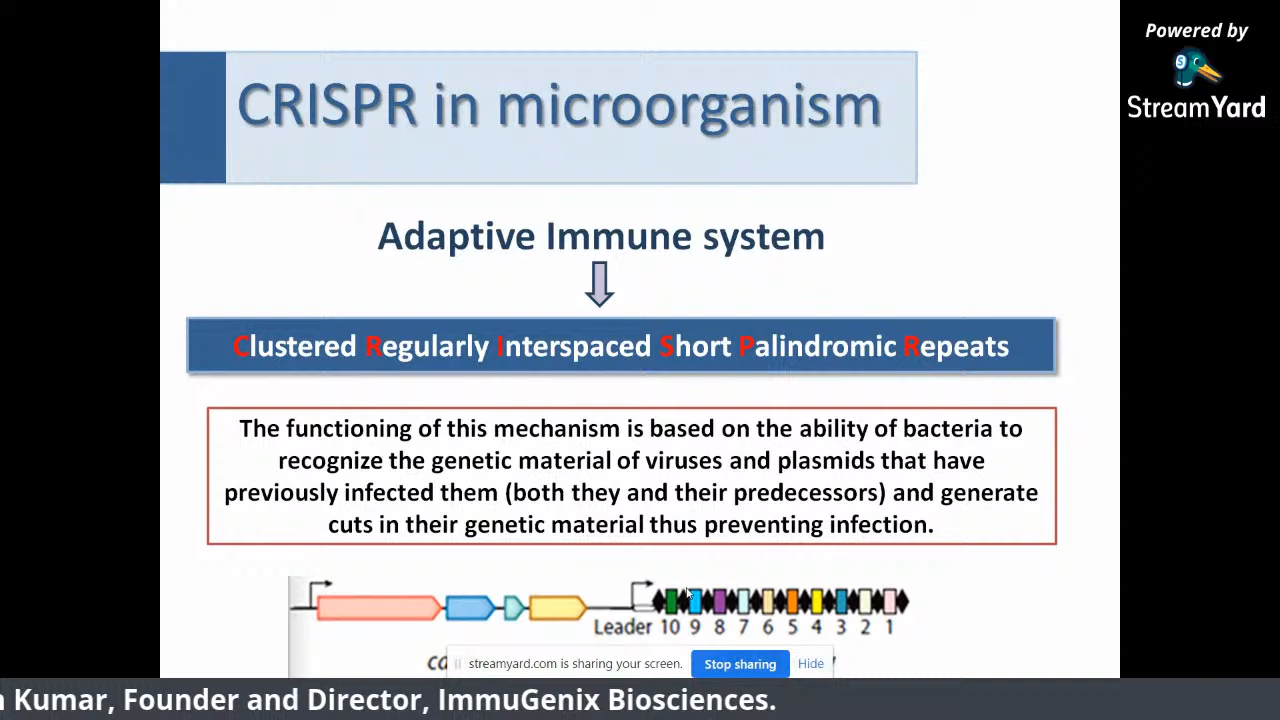 Powered by
StreamYard
CRISPR in microorganism
Adaptive Immune system
Clustered Regularly Interspaced Short Palindromic Repeats
The functioning of this mechanism is based on the ability of bacteria to
recognize the genetic material of viruses and plasmids that have
previously infected them (both they and their predecessors) and generate
cuts in their genetic material thus preventing infection.
Leader 10 9 8 7 6 5 4 3 2 1
streamyard.com is sharing your screen. Stop sharing Hide
Kumar, Founder and Director, ImmuGenix Biosciences.